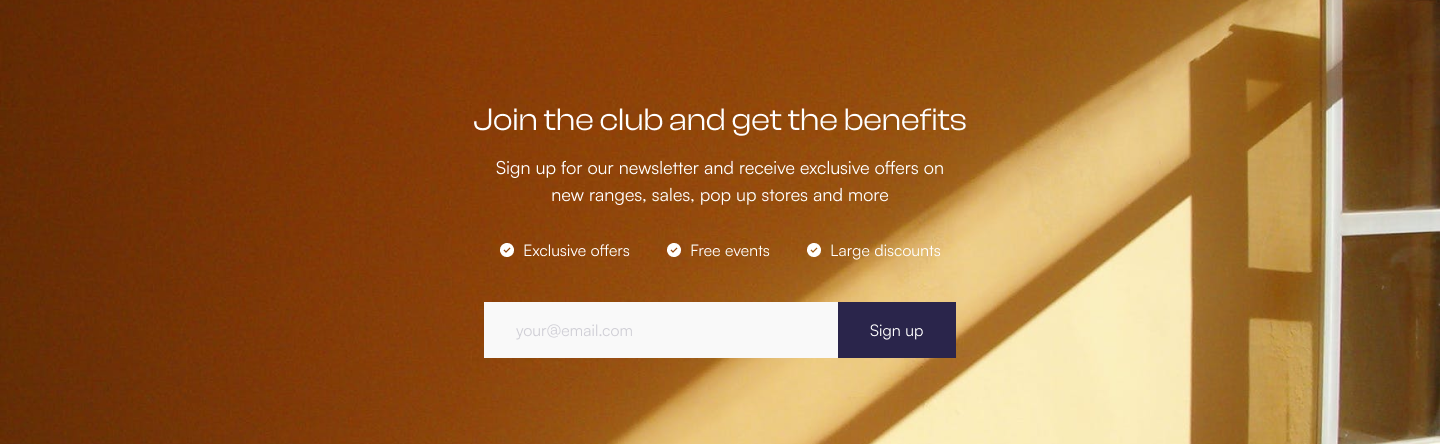 Join the club and get the benefits
Sign up for our newsletter and receive exclusive offers on
new ranges, sales, pop up stores and more
Exclusive offers
Free events
Large discounts
your@email.com
Sign up